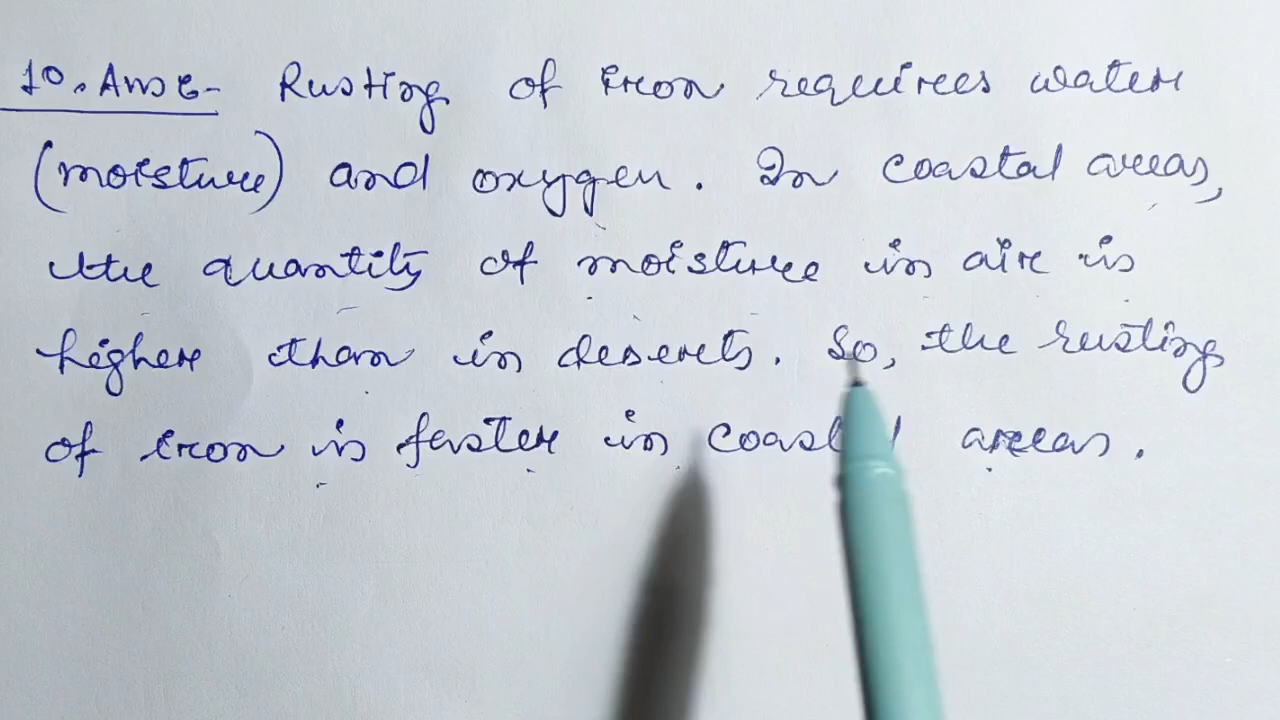 10. Ans:- Rusting of iron requires water
(moisture) and oxygen. In coastal areas,
the quantity of moisture in air is
higher than in deserts. So, the rusting
of iron is faster in coastal areas.